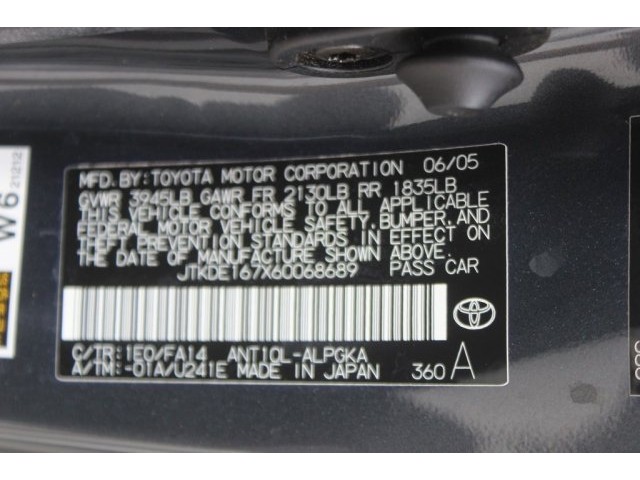 MFD. BY: TOYOTA MOTOR CORPORATION 06/05
GVWR 3945LB GAWR FR 2130LB RR 1835LB
THIS VEHICLE CONFORMS TO ALL APPLICABLE
FEDERAL MOTOR VEHICLE SAFETY, BUMPER, AND
THEFT PREVENTION STANDARDS IN EFFECT ON
THE DATE OF MANUFACTURE SHOWN ABOVE.
JTKDE167X60068689 PASS CAR
C/TR: 1E0/FA14 ANT10L-ALPGKA
A/TM: -01A/U241E MADE IN JAPAN 360 A
W6
21212